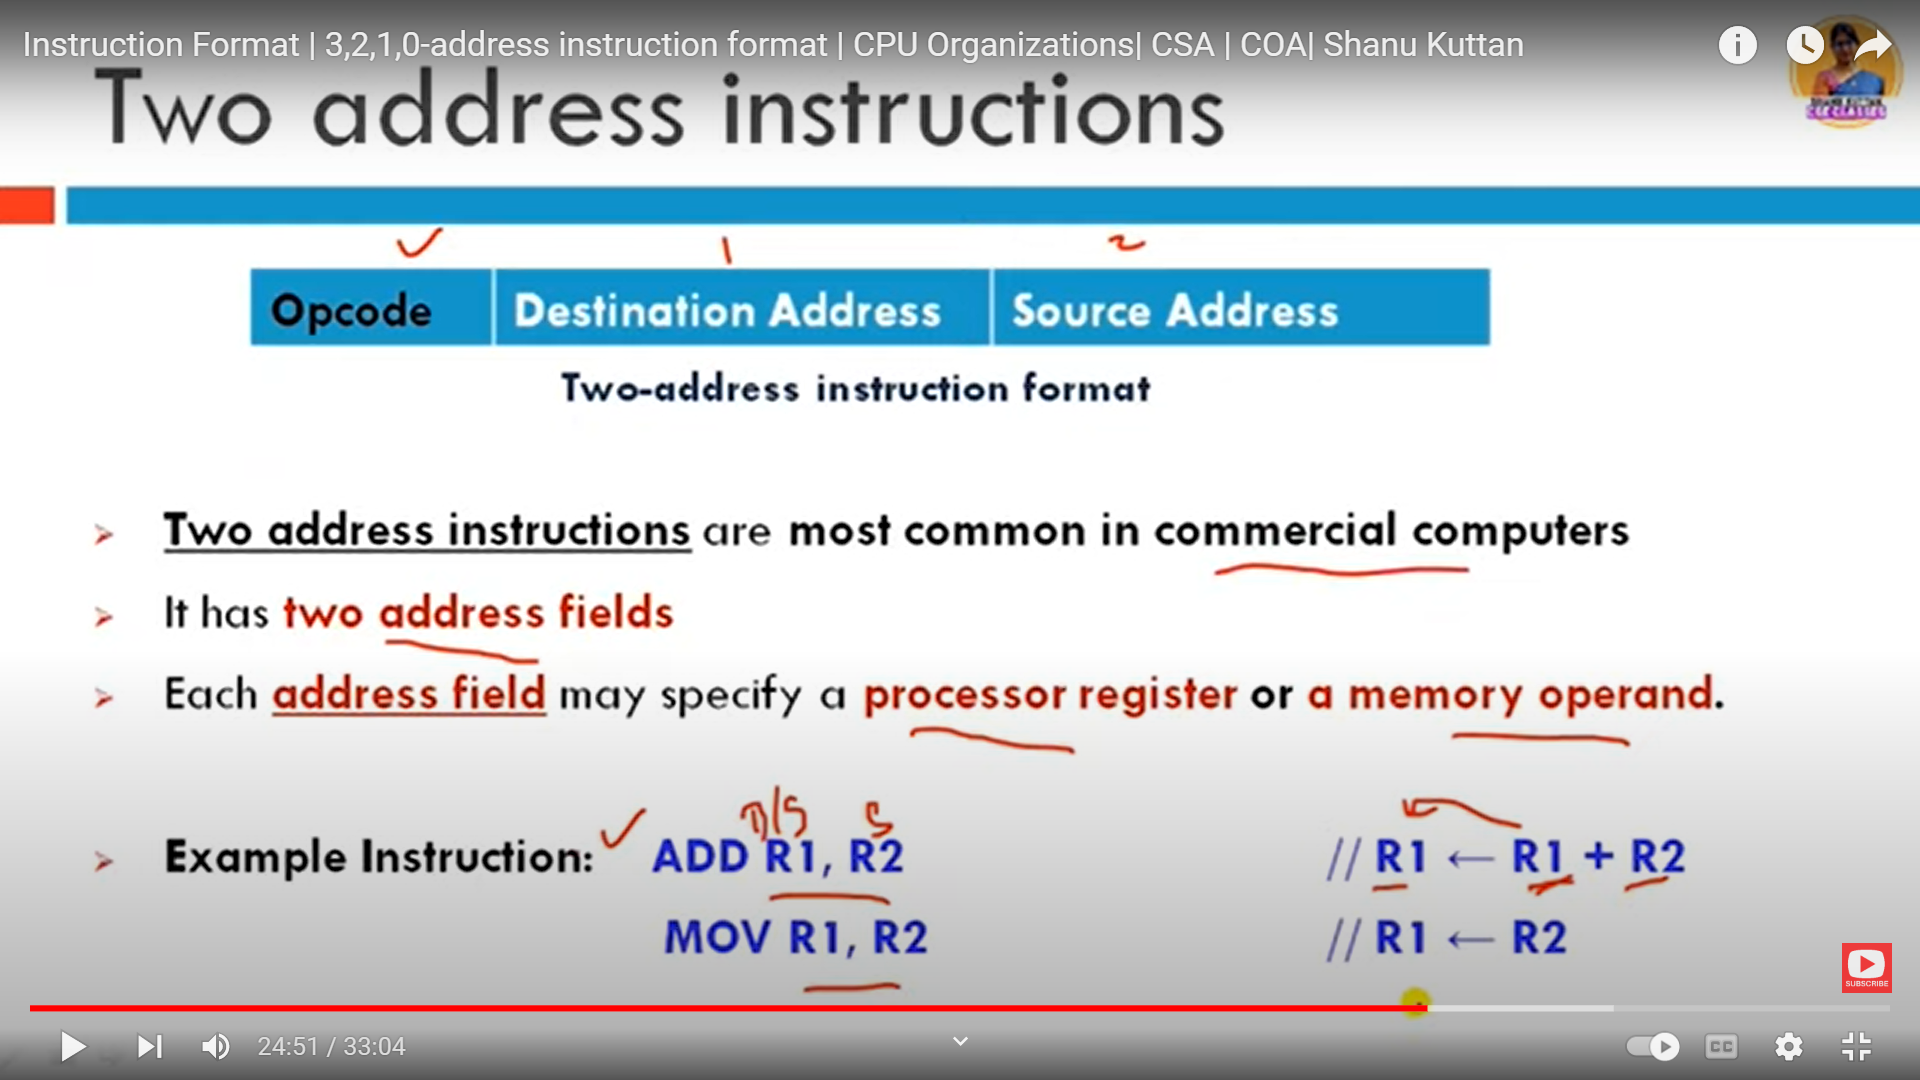 Instruction Format | 3,2,1,0-address instruction format | CPU Organizations| CSA | COA| Shanu Kuttan
Two address instructions
1 2
Opcode Destination Address Source Address
Two-address instruction format
Two address instructions are most common in commercial computers
It has two address fields
Each address field may specify a processor register or a memory operand.
D/S S
Example Instruction: ADD R1, R2 // R1 ← R1 + R2
MOV R1, R2 // R1 ← R2
SUBSCRIBE
24:51 / 33:04
CC